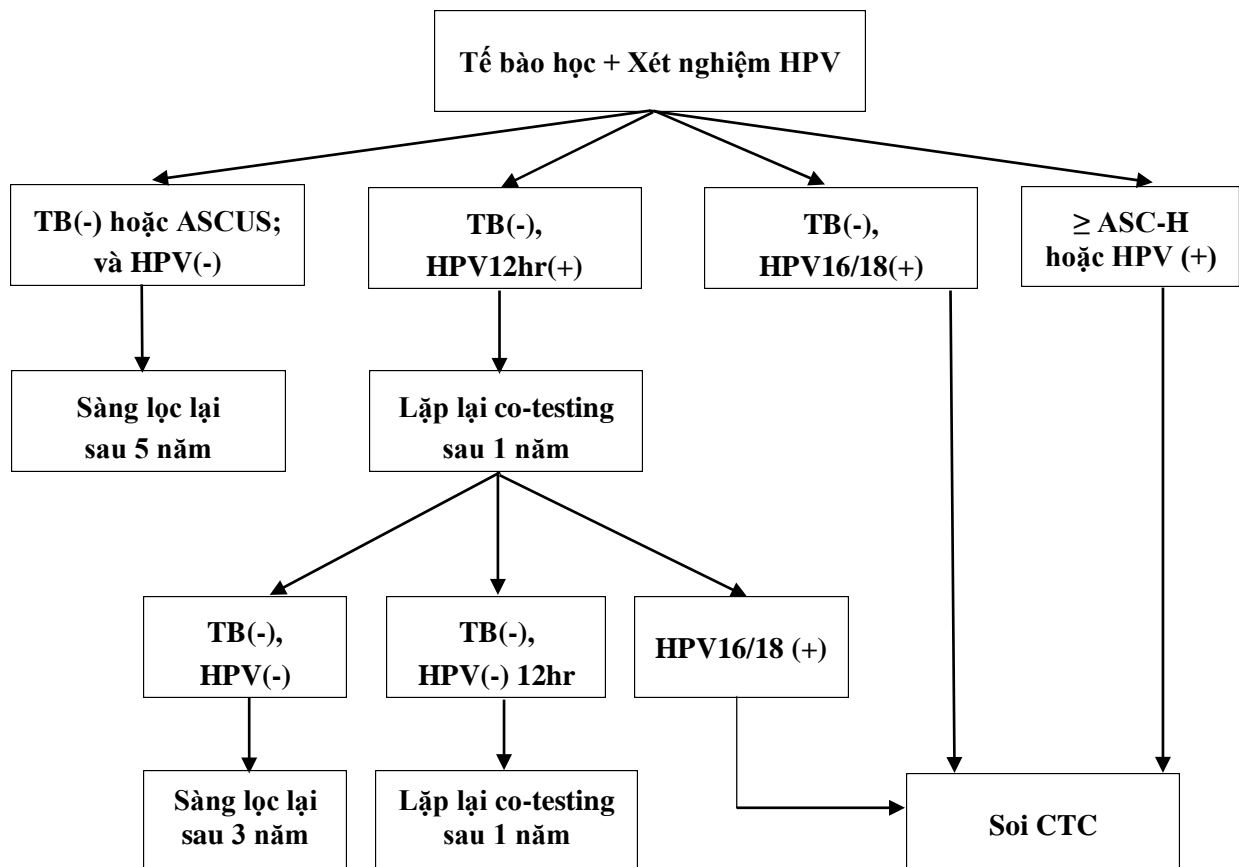 Tế bào học + Xét nghiệm HPV
TB(-) hoặc ASCUS;
và HPV(-)
TB(-),
HPV12hr(+)
TB(-),
HPV16/18(+)
≥ ASC-H
hoặc HPV (+)
Sàng lọc lại
sau 5 năm
Lặp lại co-testing
sau 1 năm
TB(-),
HPV(-)
TB(-),
HPV(-) 12hr
HPV16/18 (+)
Sàng lọc lại
sau 3 năm
Lặp lại co-testing
sau 1 năm
Soi CTC